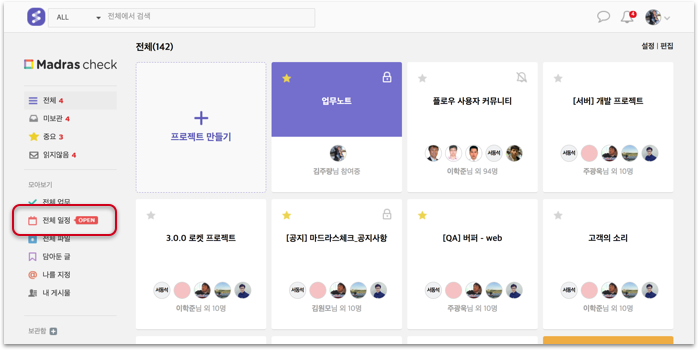 ALL
전체에서 검색
4
Madras check
전체 4
미보관 4
중요 3
읽지않음 4
모아보기
전체 업무
전체 일정 OPEN
전체 파일
담아둔 글
나를 지정
내 게시물
보관함
전체(142)
설정 | 편집
프로젝트 만들기
업무노트
김주량님 참여중
플로우 사용자 커뮤니티
서동석
이학준님 외 94명
[서버] 개발 프로젝트
서동석
주광욱님 외 10명
3.0.0 로켓 프로젝트
서동석
이학준님 외 10명
[공지] 마드라스체크_공지사항
서동석
김원모님 외 10명
[QA] 버퍼 - web
서동석
주광욱님 외 10명
고객의 소리
서동석
이학준님 외 10명